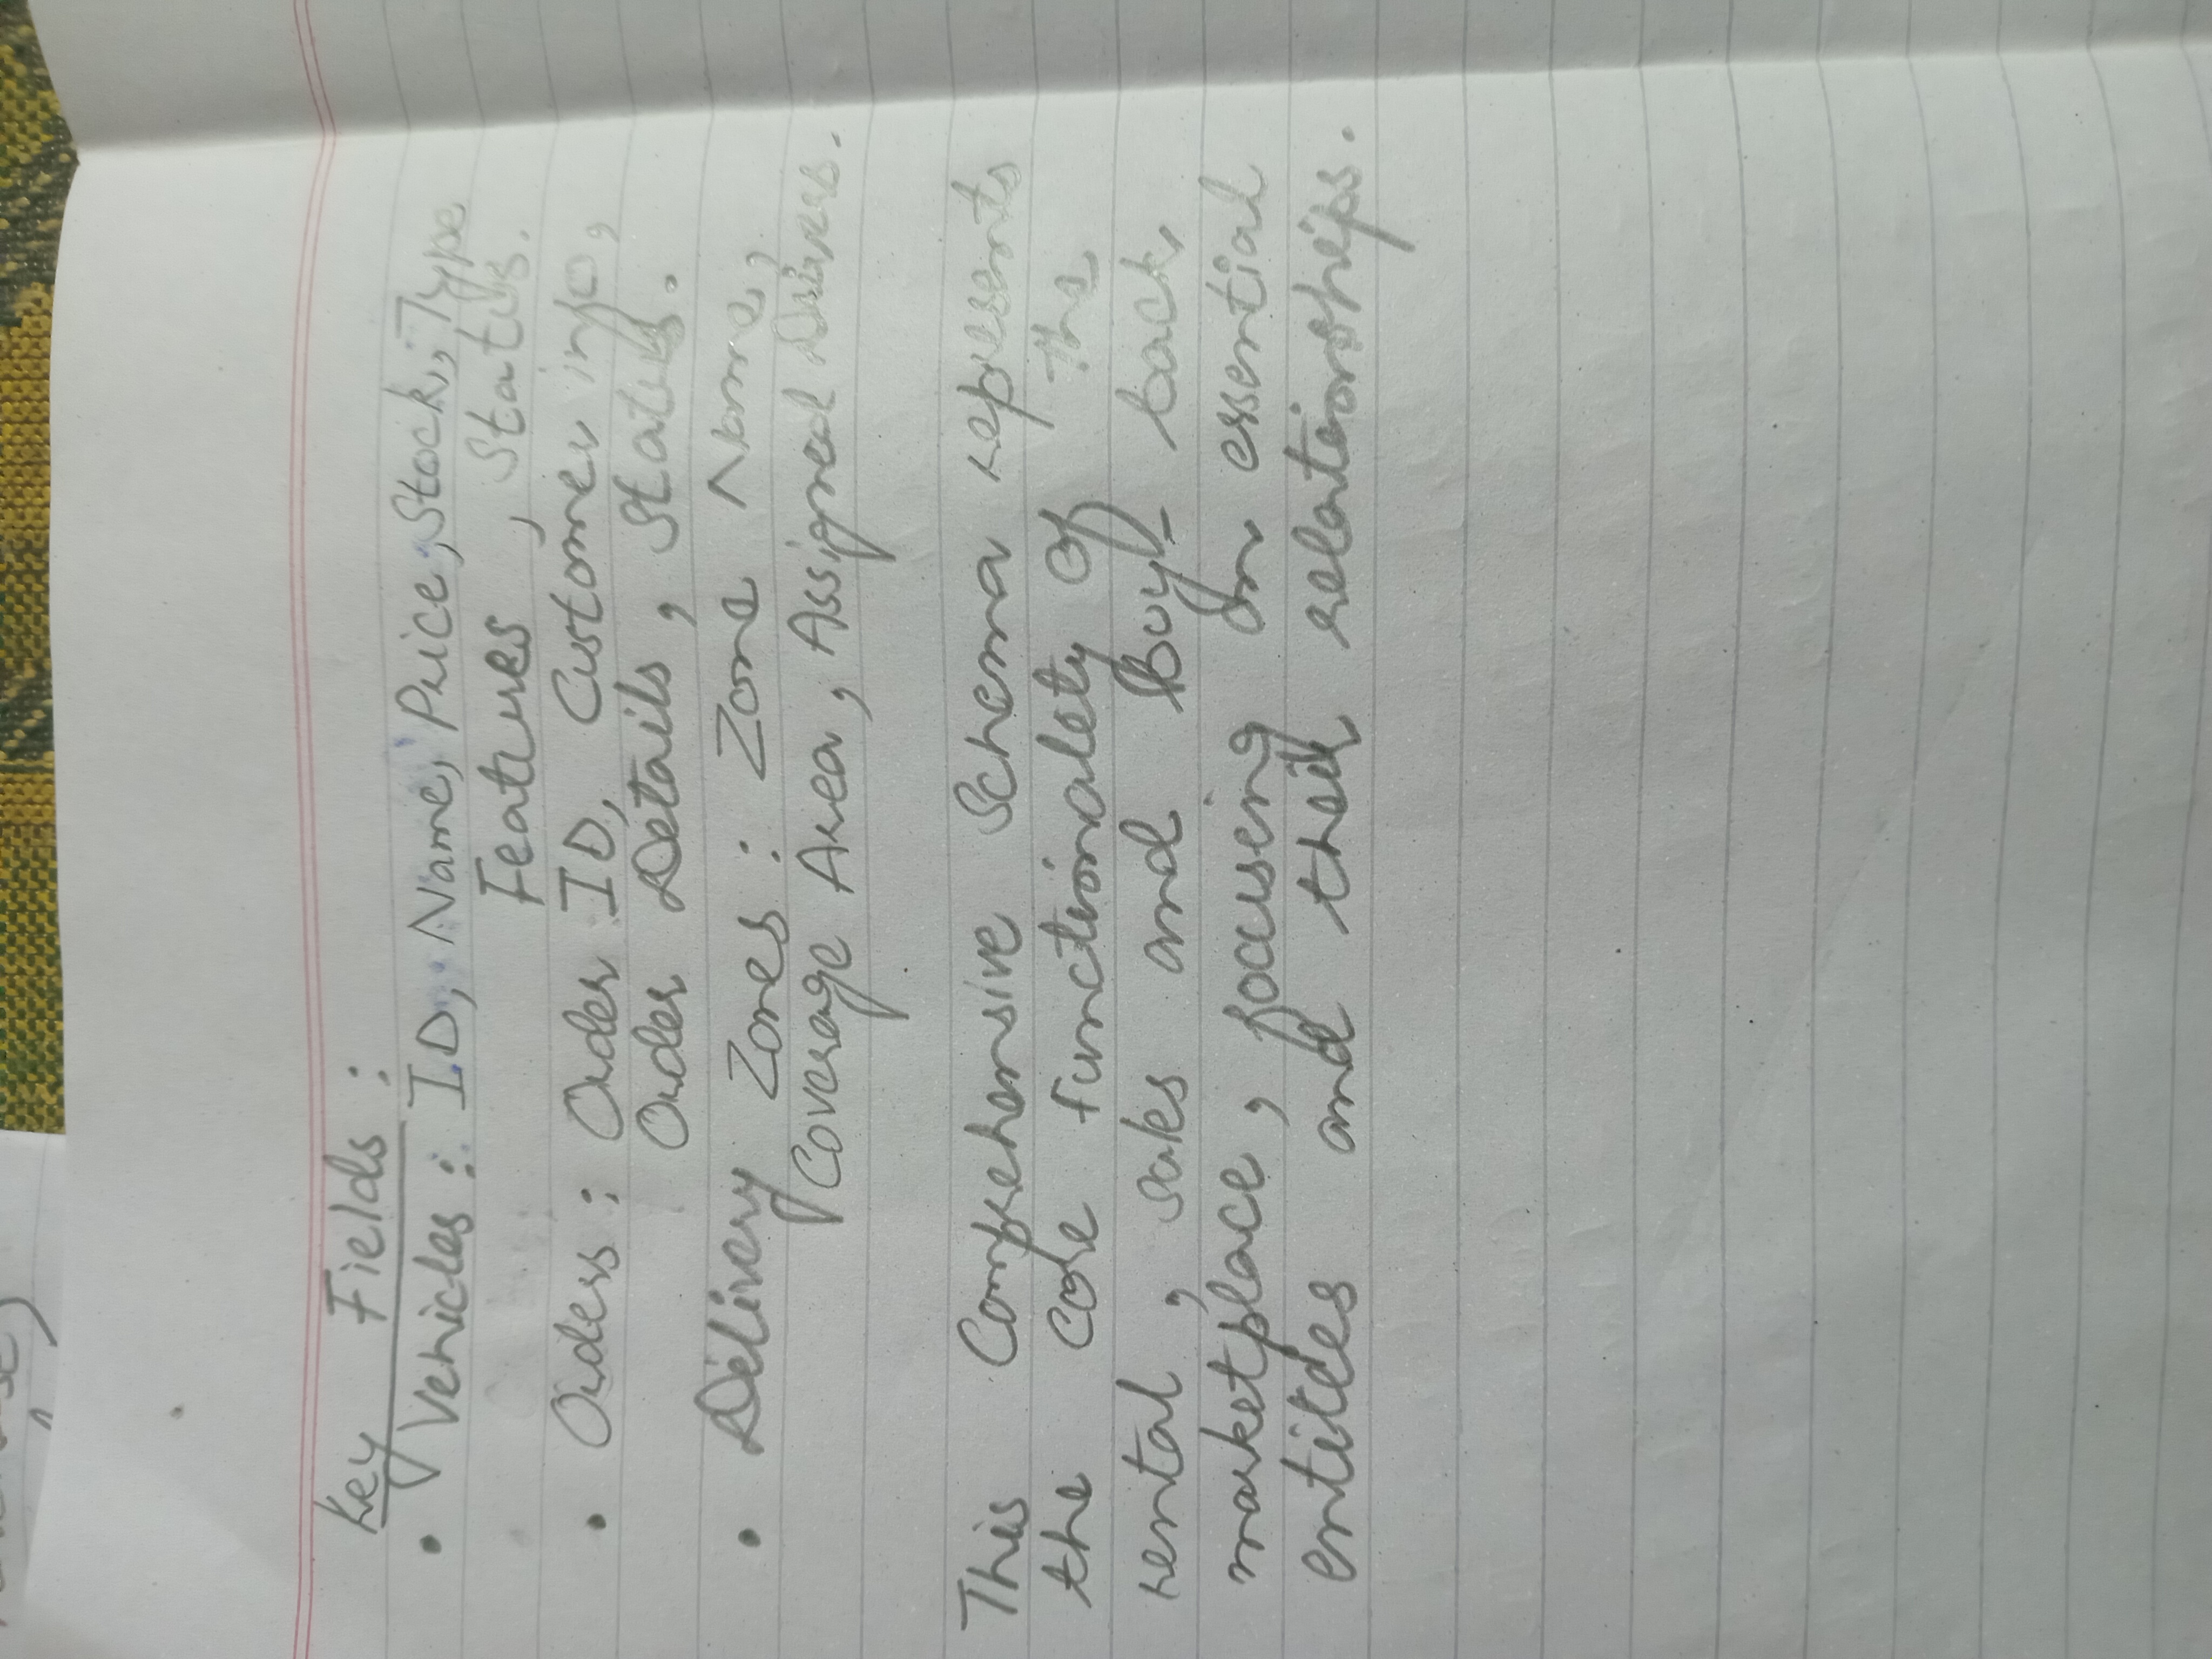 Key Fields :
• Vehicles : ID, Name, Price, Stock, Type
Features , Status.
• Orders : Order ID, Customer info,
Order Details , Status.
• Delivery Zones : Zone Name,
Coverage Area , Assigned Drivers.
This Comprehensive Schema represents
the core functionality of the
rental , sales and Buy- back
marketplace , focusing on essential
entities and their relationships.